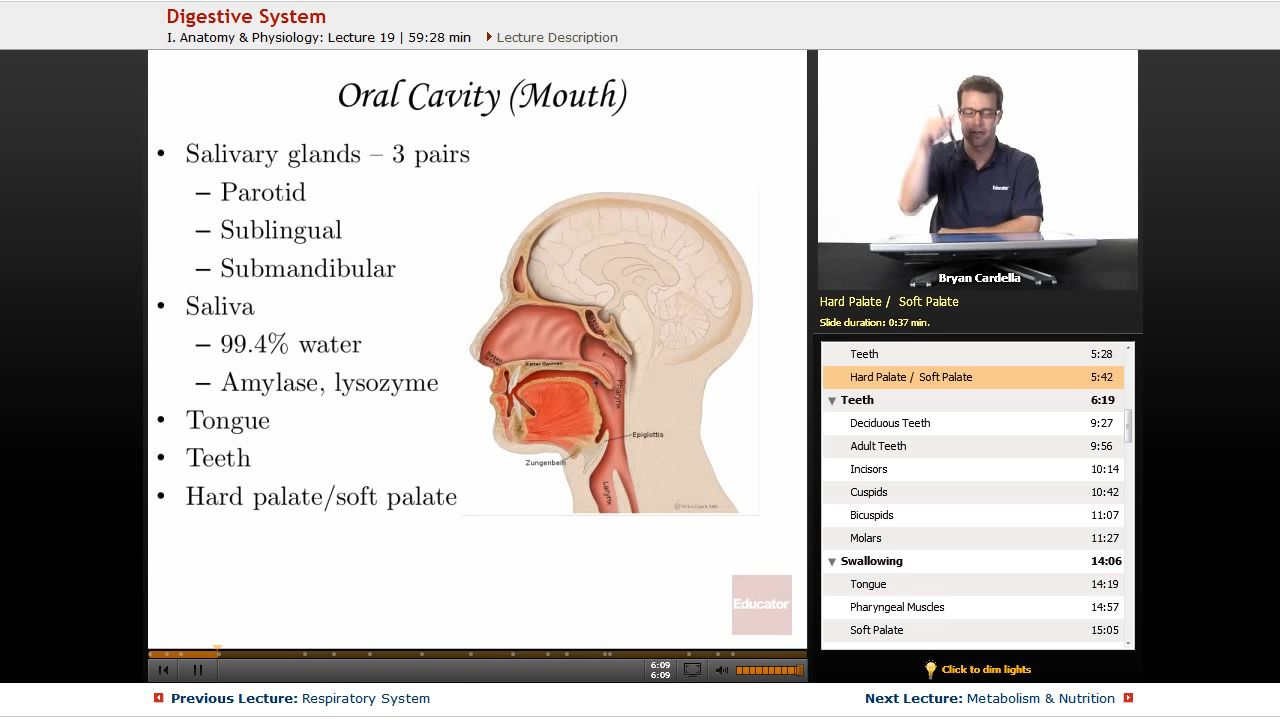 Digestive System
I. Anatomy & Physiology: Lecture 19 | 59:28 min Lecture Description
Oral Cavity (Mouth)
• Salivary glands – 3 pairs
– Parotid
– Sublingual
– Submandibular
• Saliva
– 99.4% water
– Amylase, lysozyme
• Tongue
• Teeth
• Hard palate/soft palate
Harter Gaumen
Pharynx
Epiglottis
Zungenbein
Larynx
Educator
Educator
Bryan Cardella
Hard Palate / Soft Palate
Slide duration: 0:37 min.
Teeth 5:28
Hard Palate / Soft Palate 5:42
Teeth 6:19
Deciduous Teeth 9:27
Adult Teeth 9:56
Incisors 10:14
Cuspids 10:42
Bicuspids 11:07
Molars 11:27
Swallowing 14:06
Tongue 14:19
Pharyngeal Muscles 14:57
Soft Palate 15:05
6:09
6:09
Click to dim lights
Previous Lecture: Respiratory System
Next Lecture: Metabolism & Nutrition